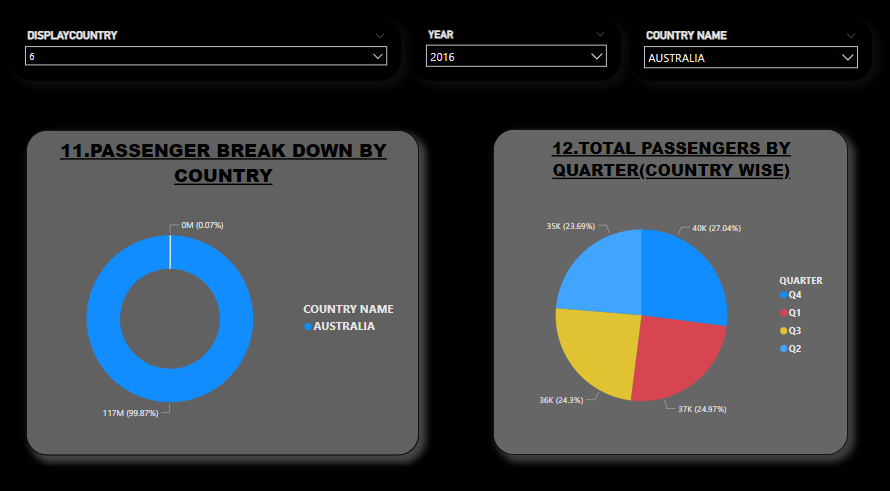 DISPLAYCOUNTRY
6
YEAR
2016
COUNTRY NAME
AUSTRALIA
11.PASSENGER BREAK DOWN BY
COUNTRY
0M (0.07%)
117M (99.87%)
COUNTRY NAME
AUSTRALIA
12.TOTAL PASSENGERS BY
QUARTER(COUNTRY WISE)
35K (23.69%)
40K (27.04%)
36K (24.3%)
37K (24.97%)
QUARTER
Q4
Q1
Q3
Q2